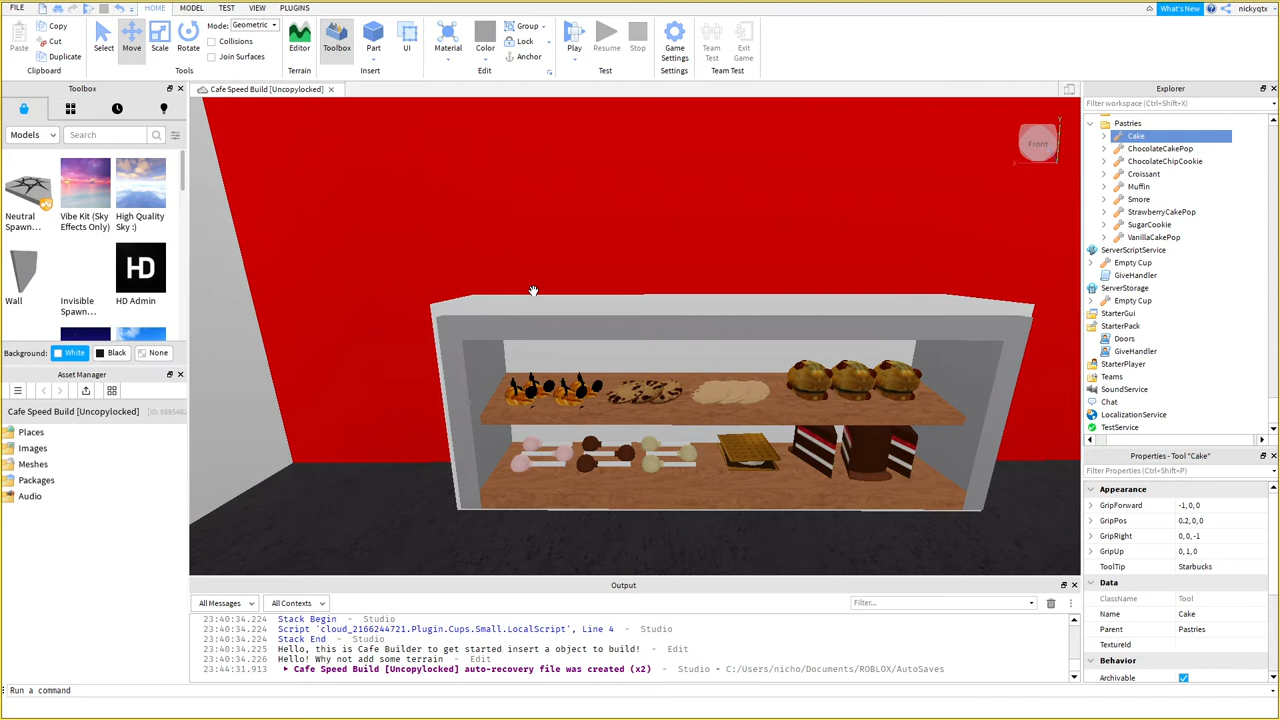 FILE HOME MODEL TEST VIEW PLUGINS What's New nickyqtx
Paste Copy Cut Duplicate Clipboard
Select Move Scale Rotate Mode: Geometric Collisions Join Surfaces Tools
Editor Terrain
Toolbox Part UI Insert
Material Color Group Lock Anchor Edit
Play Resume Stop Test
Game Settings Settings
Team Test Exit Game Team Test
Toolbox
Models Search
Neutral Spawn...
Vibe Kit (Sky Effects Only)
High Quality Sky :)
HD
Wall
Invisible Spawn...
HD Admin
Background: White Black None
Asset Manager
Cafe Speed Build [Uncopylocked]
Places
Images
Meshes
Packages
Audio
Cafe Speed Build [Uncopylocked]
Front
Y
X
Output
All Messages All Contexts Filter...
23:40:34.224 Stack Begin - Studio
23:40:34.224 Script 'cloud_2166244721.Plugin.Cups.Small.LocalScript', Line 4 - Studio
23:40:34.224 Stack End - Studio
23:40:34.225 Hello, this is Cafe Builder to get started insert a object to build! - Edit
23:40:34.225 Hello! Why not add some terrain - Edit
23:44:31.913 Cafe Speed Build [Uncopylocked] auto-recovery file was created (x2) - Studio - C:/Users/nicho/Documents/ROBLOX/AutoSaves
Run a command
Explorer
Filter workspace (Ctrl+Shift+X)
Pastries
Cake
ChocolateCakePop
ChocolateChipCookie
Croissant
Muffin
Smore
StrawberryCakePop
SugarCookie
VanillaCakePop
ServerScriptService
Empty Cup
GiveHandler
ServerStorage
Empty Cup
StarterGui
StarterPack
Doors
GiveHandler
StarterPlayer
Teams
SoundService
Chat
LocalizationService
TestService
Properties - Tool "Cake"
Filter Properties (Ctrl+Shift+P)
Appearance
GripForward -1,0,0
GripPos 0.2,0,0
GripRight 0,0,-1
GripUp 0,1,0
ToolTip Starbucks
Data
ClassName Tool
Name Cake
Parent Pastries
TextureId
Behavior
Archivable